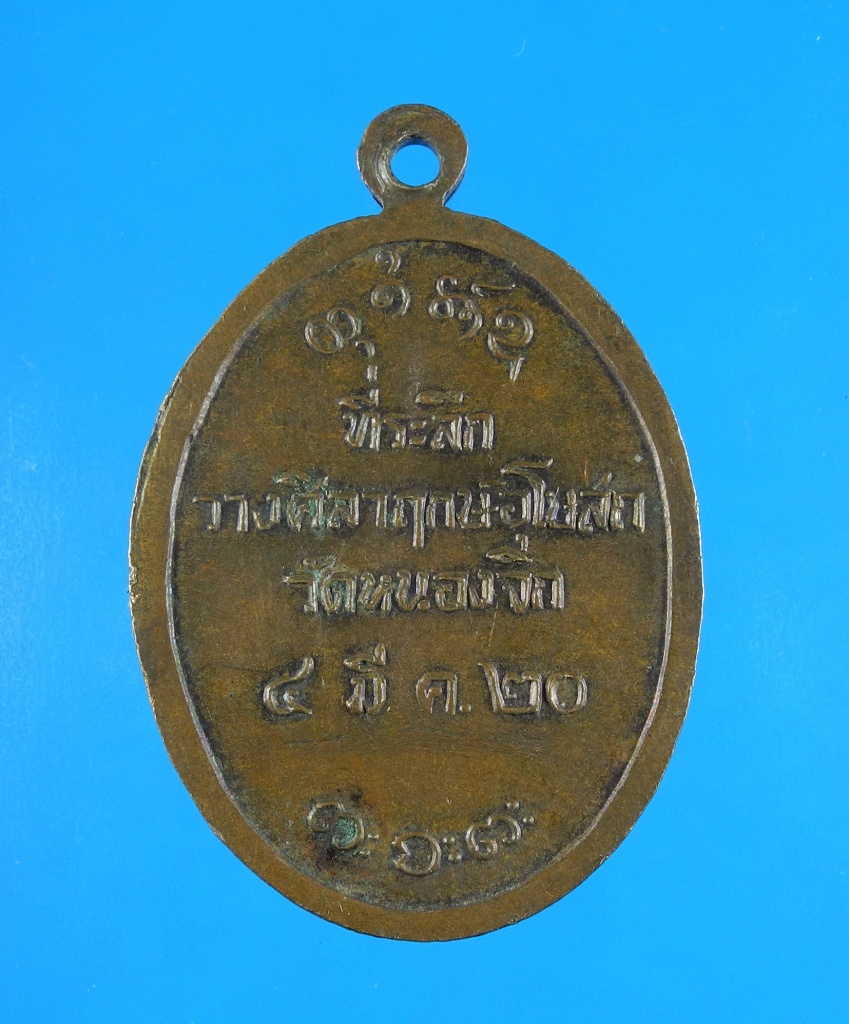 ที่ระลึก
วางศิลาฤกษ์อุโบสถ
วัดหนองจิก
๔ มี ค. ๒๐